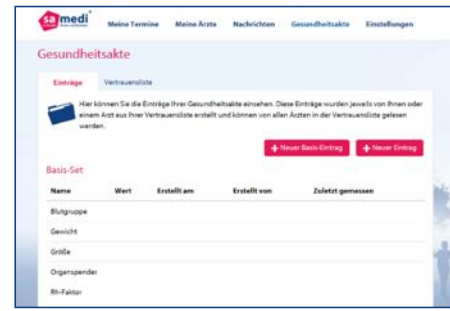 samedi
Meine Termine Meine Ärzte Nachrichten Gesundheitsakte Einstellungen
Gesundheitsakte
Einträge Vertrauensliste
Hier können Sie die Einträge Ihrer Gesundheitsakte einsehen. Diese Einträge wurden jeweils von Ihnen oder
einem Arzt aus Ihrer Vertrauensliste erstellt und können von allen Ärzten in der Vertrauensliste gelesen
werden.
+ Neuer Basis-Eintrag + Neuer Eintrag
Basis-Set
Name Wert Erstellt am Erstellt von Zuletzt gemessen
Blutgruppe
Gewicht
Größe
Organspender
Rh-Faktor